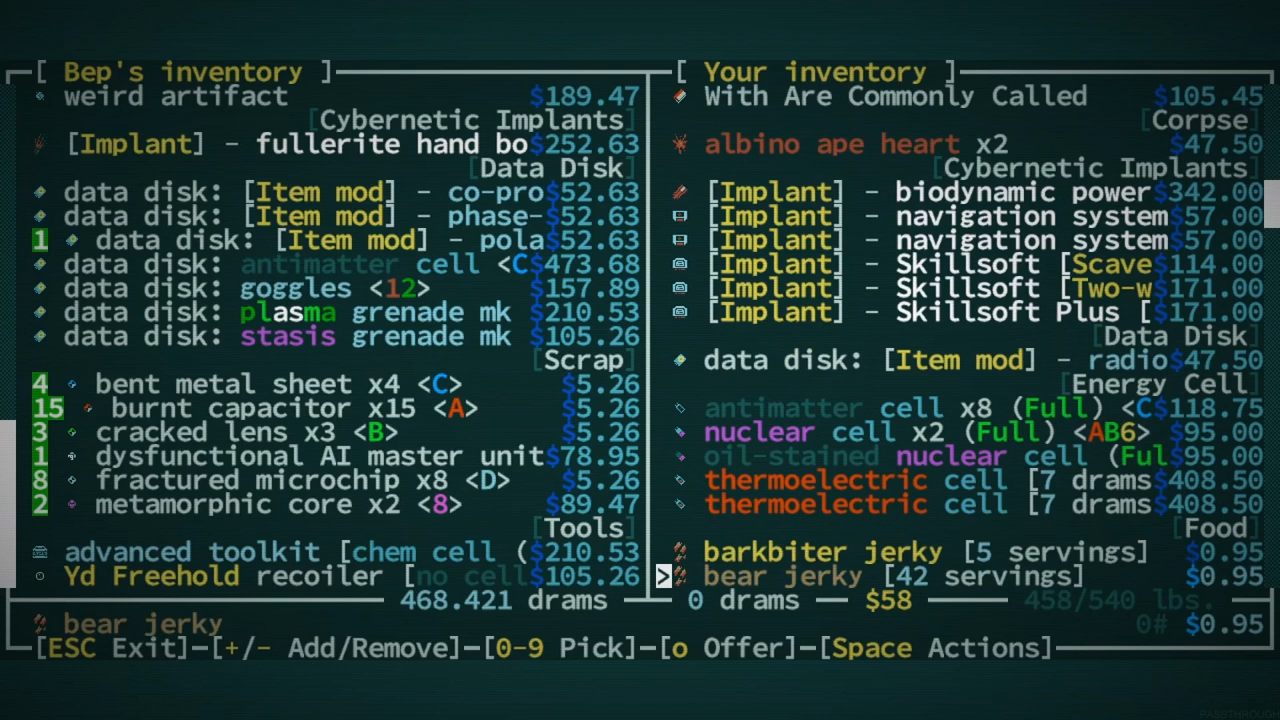 [ Bep's inventory ]
weird artifact $189.47
[Cybernetic Implants]
[Implant] - fullerite hand bo $252.63
[Data Disk]
data disk: [Item mod] - co-pro $52.63
data disk: [Item mod] - phase- $52.63
1 data disk: [Item mod] - pola $52.63
data disk: antimatter cell <C $473.68
data disk: goggles <12> $157.89
data disk: plasma grenade mk $210.53
data disk: stasis grenade mk $105.26
[Scrap]
4 bent metal sheet x4 <C> $5.26
15 burnt capacitor x15 <A> $5.26
3 cracked lens x3 <B> $5.26
1 dysfunctional AI master unit $78.95
8 fractured microchip x8 <D> $5.26
2 metamorphic core x2 <8> $89.47
[Tools]
advanced toolkit [chem cell ( $210.53
Yd Freehold recoiler [no cell $105.26
468.421 drams
[ Your inventory ]
With Are Commonly Called $105.45
[Corpse]
albino ape heart x2 $47.50
[Cybernetic Implants]
[Implant] - biodynamic power $342.00
[Implant] - navigation system $57.00
[Implant] - navigation system $57.00
[Implant] - Skillsoft [Scave $114.00
[Implant] - Skillsoft [Two-w $171.00
[Implant] - Skillsoft Plus [ $171.00
[Data Disk]
data disk: [Item mod] - radio $47.50
[Energy Cell]
antimatter cell x8 (Full) <C $118.75
nuclear cell x2 (Full) <AB6> $95.00
oil-stained nuclear cell (Ful $95.00
thermoelectric cell [7 drams $408.50
thermoelectric cell [7 drams $408.50
[Food]
barkbiter jerky [5 servings] $0.95
> bear jerky [42 servings] $0.95
0 drams — $58 — 458/540 lbs.
bear jerky 0# $0.95
[ESC Exit]—[+/- Add/Remove]—[0-9 Pick]—[o Offer]—[Space Actions]